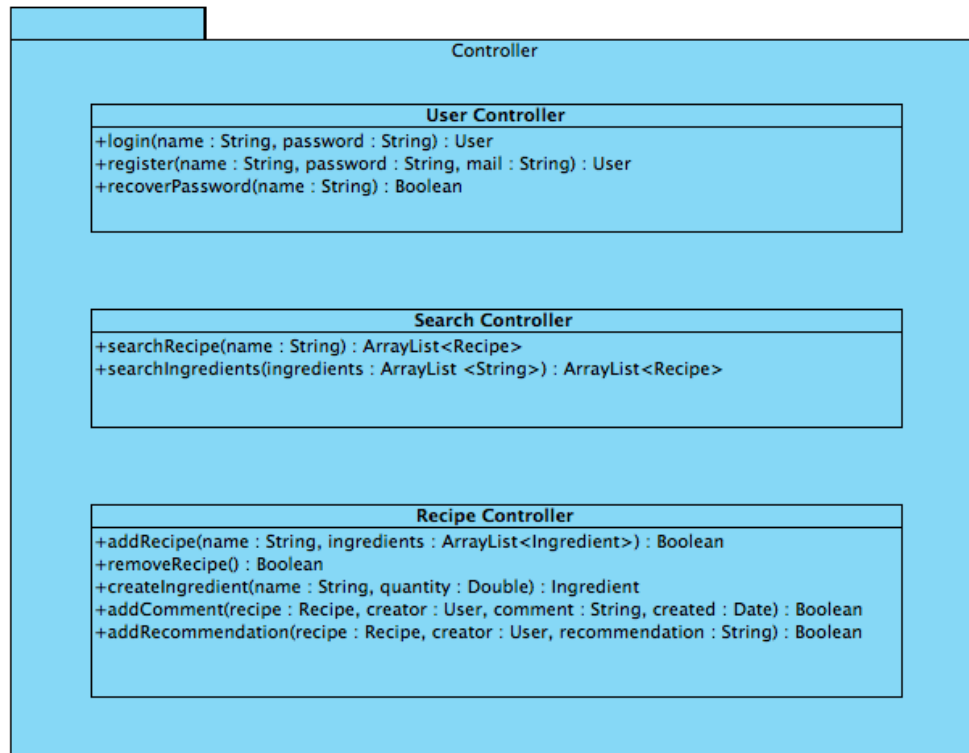 Controller
User Controller
+login(name : String, password : String) : User
+register(name : String, password : String, mail : String) : User
+recoverPassword(name : String) : Boolean
Search Controller
+searchRecipe(name : String) : ArrayList<Recipe>
+searchIngredients(ingredients : ArrayList <String>) : ArrayList<Recipe>
Recipe Controller
+addRecipe(name : String, ingredients : ArrayList<Ingredient>) : Boolean
+removeRecipe() : Boolean
+createIngredient(name : String, quantity : Double) : Ingredient
+addComment(recipe : Recipe, creator : User, comment : String, created : Date) : Boolean
+addRecommendation(recipe : Recipe, creator : User, recommendation : String) : Boolean